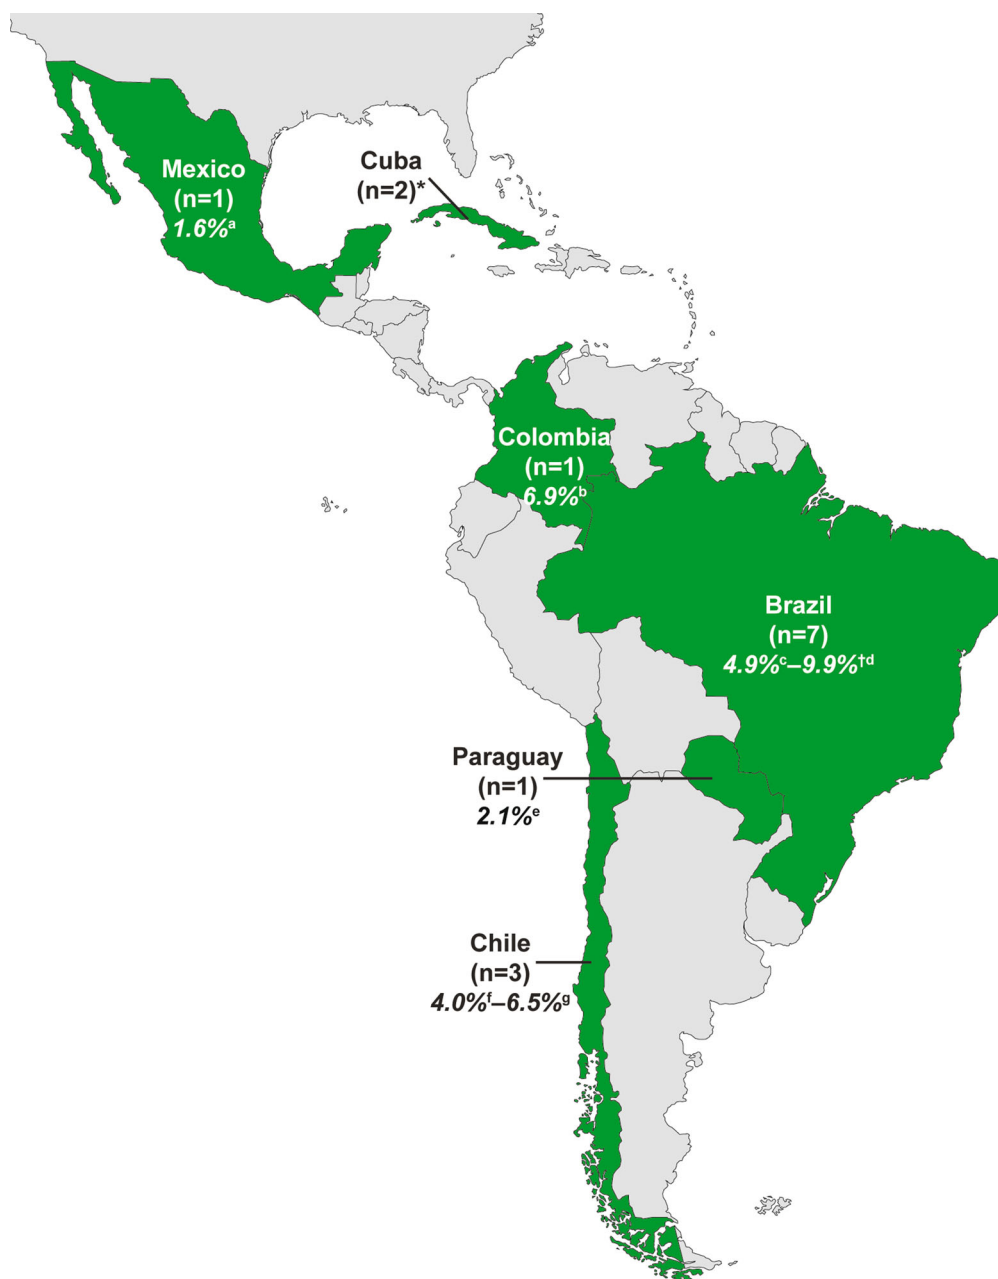 Mexico
(n=1)
1.6%ᵃ
Cuba
(n=2)*
Colombia
(n=1)
6.9%ᵇ
Brazil
(n=7)
4.9%ᶜ–9.9%†ᵈ
Paraguay
(n=1)
2.1%ᵉ
Chile
(n=3)
4.0%ᶠ–6.5%ᵍ